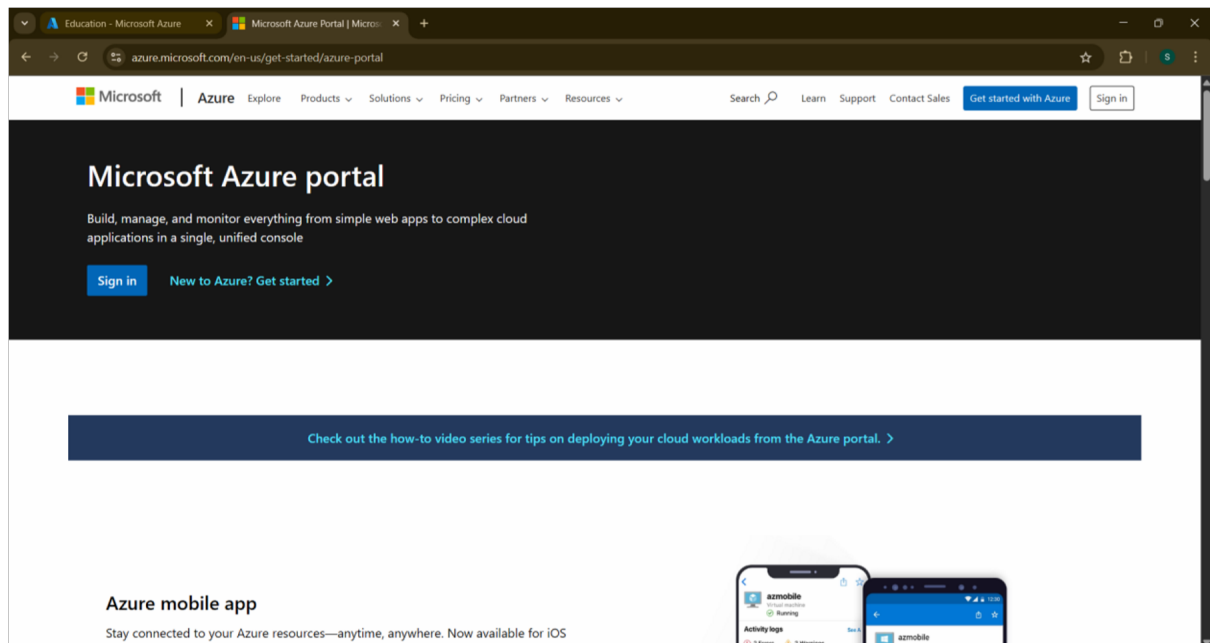 Education - Microsoft Azure
Microsoft Azure Portal | Micros
azure.microsoft.com/en-us/get-started/azure-portal
S
Microsoft | Azure Explore Products Solutions Pricing Partners Resources Search Learn Support Contact Sales Get started with Azure Sign in
Microsoft Azure portal
Build, manage, and monitor everything from simple web apps to complex cloud
applications in a single, unified console
Sign in New to Azure? Get started
Check out the how-to video series for tips on deploying your cloud workloads from the Azure portal.
Azure mobile app
Stay connected to your Azure resources—anytime, anywhere. Now available for iOS
azmobile
Virtual machine
Running
Activity logs
12:30
azmobile